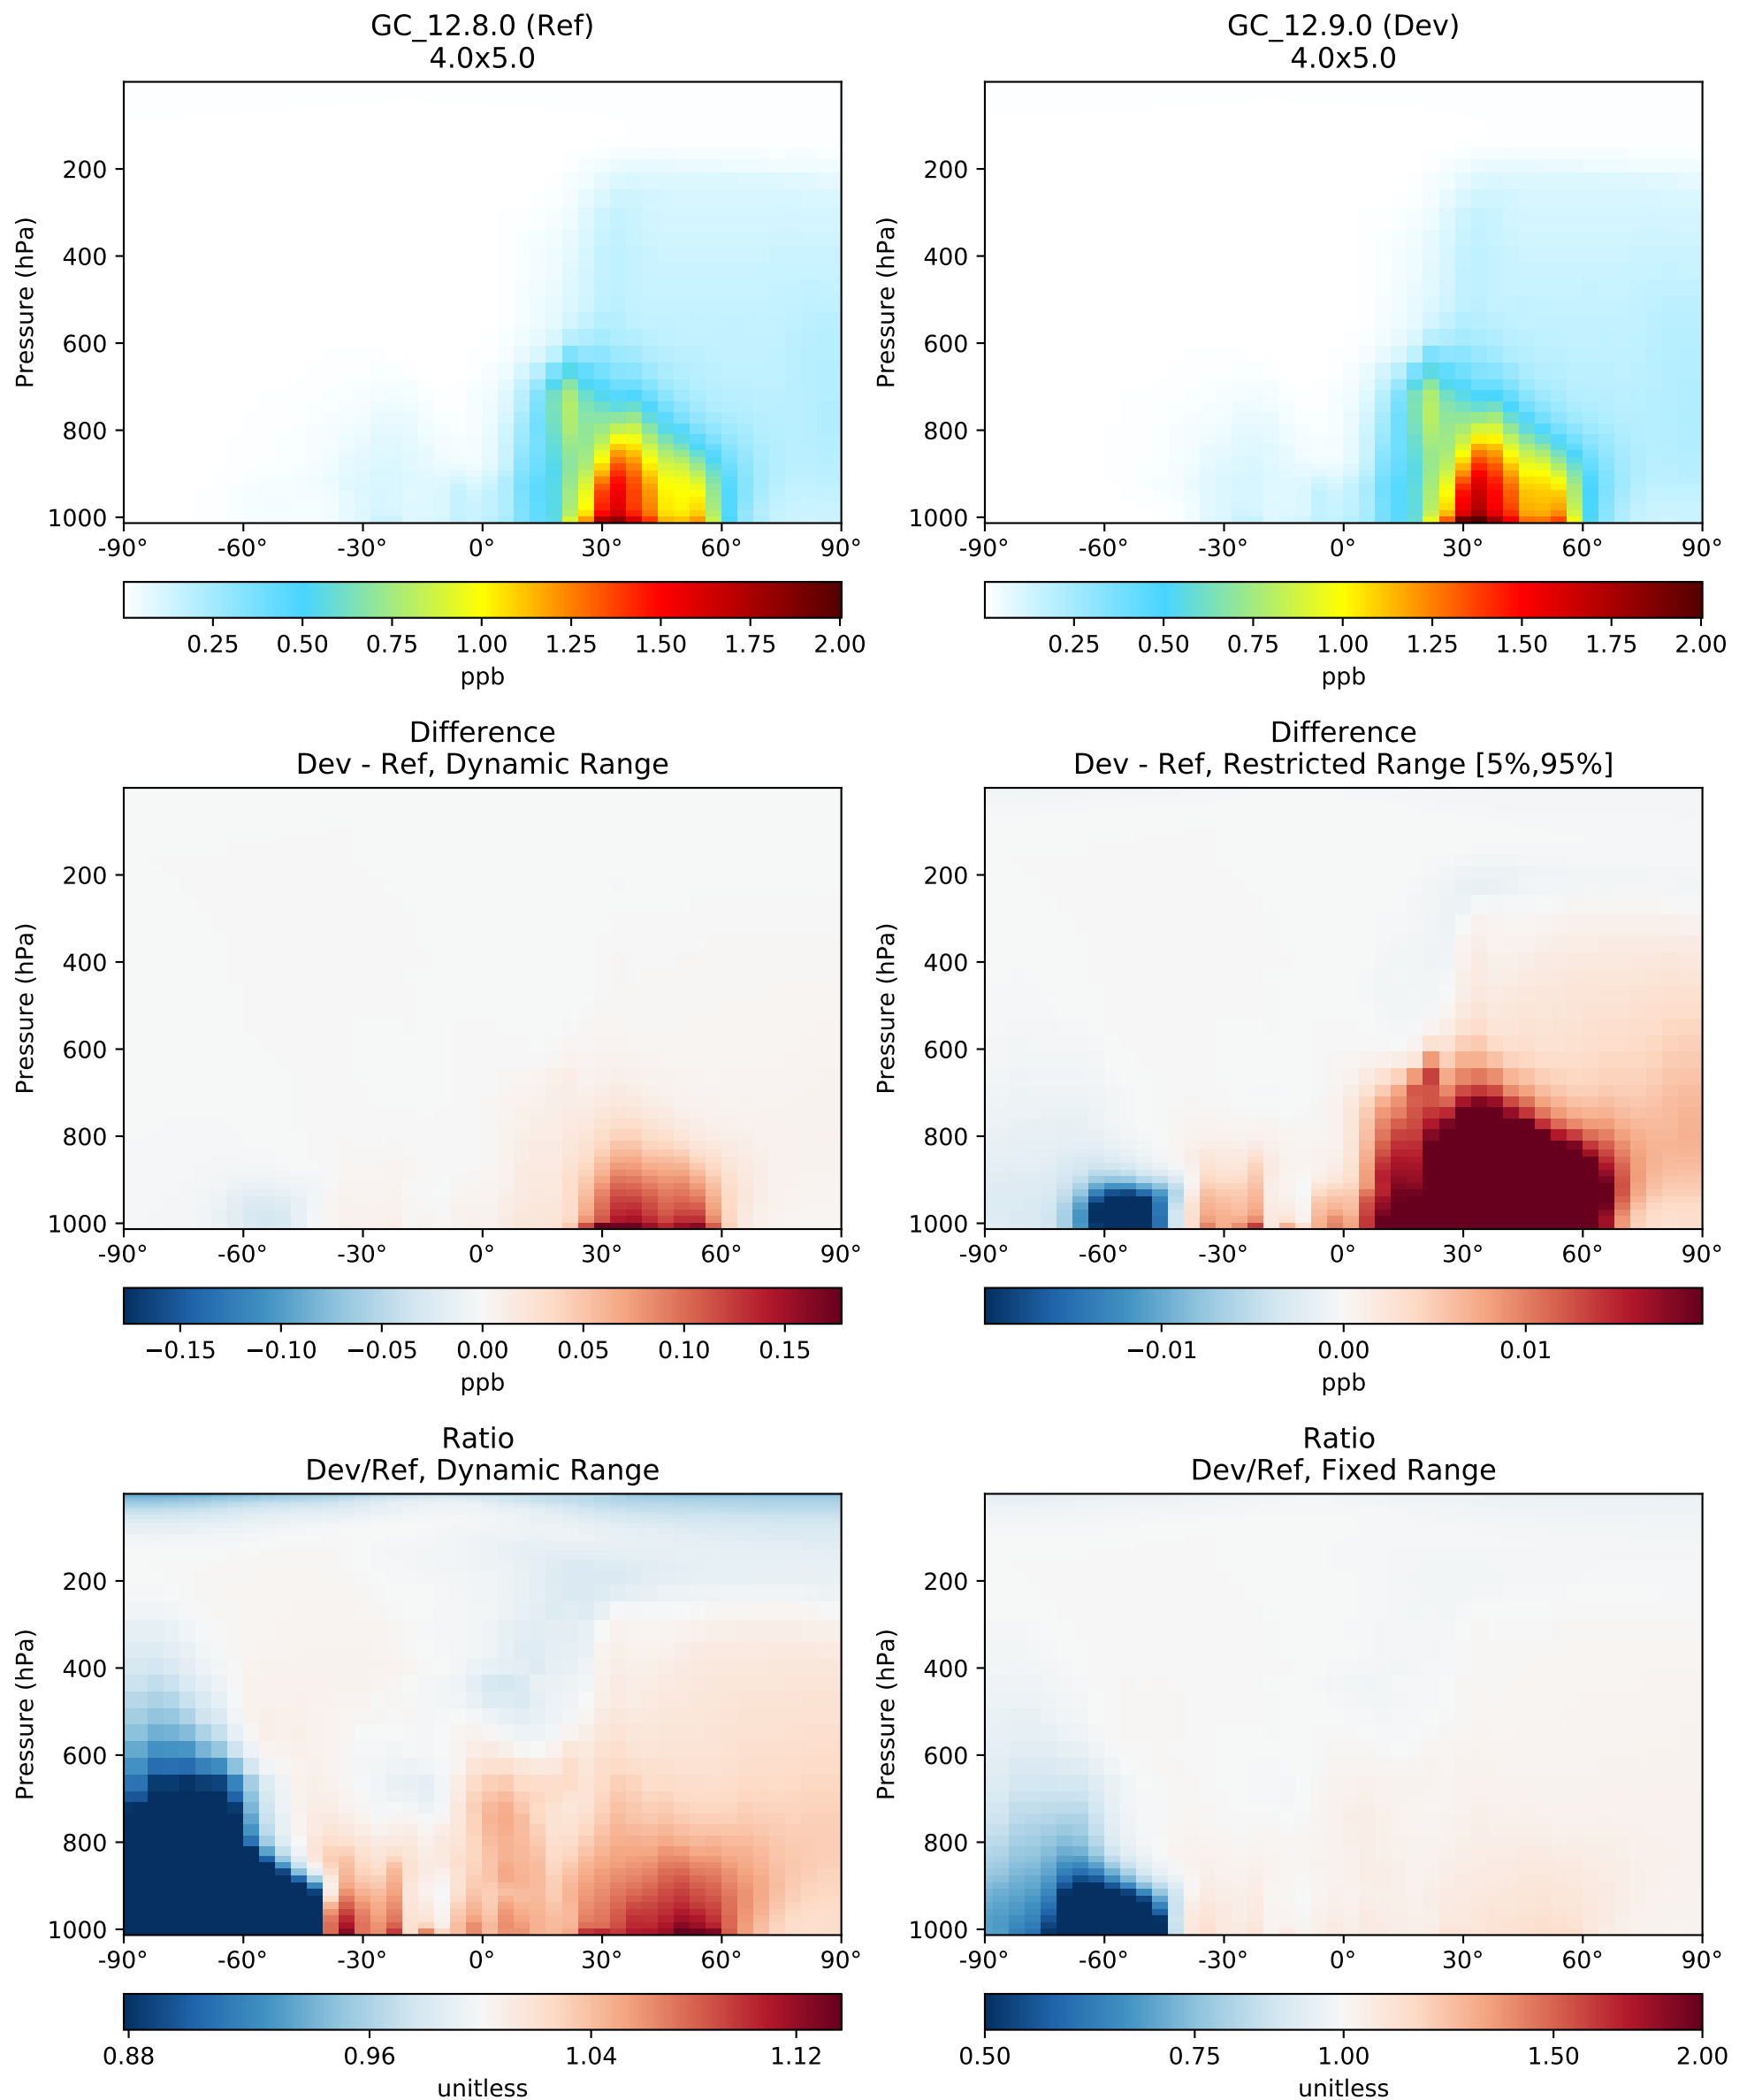 GC_12.8.0 (Ref)
4.0x5.0
Pressure (hPa)
200
400
600
800
1000
-90° -60° -30° 0° 30° 60° 90°
0.25 0.50 0.75 1.00 1.25 1.50 1.75 2.00
ppb
GC_12.9.0 (Dev)
4.0x5.0
Pressure (hPa)
200
400
600
800
1000
-90° -60° -30° 0° 30° 60° 90°
0.25 0.50 0.75 1.00 1.25 1.50 1.75 2.00
ppb
Difference
Dev - Ref, Dynamic Range
Pressure (hPa)
200
400
600
800
1000
-90° -60° -30° 0° 30° 60° 90°
−0.15 −0.10 −0.05 0.00 0.05 0.10 0.15
ppb
Difference
Dev - Ref, Restricted Range [5%,95%]
Pressure (hPa)
200
400
600
800
1000
-90° -60° -30° 0° 30° 60° 90°
−0.01 0.00 0.01
ppb
Ratio
Dev/Ref, Dynamic Range
Pressure (hPa)
200
400
600
800
1000
-90° -60° -30° 0° 30° 60° 90°
0.88 0.96 1.04 1.12
unitless
Ratio
Dev/Ref, Fixed Range
Pressure (hPa)
200
400
600
800
1000
-90° -60° -30° 0° 30° 60° 90°
0.50 0.75 1.00 1.50 2.00
unitless